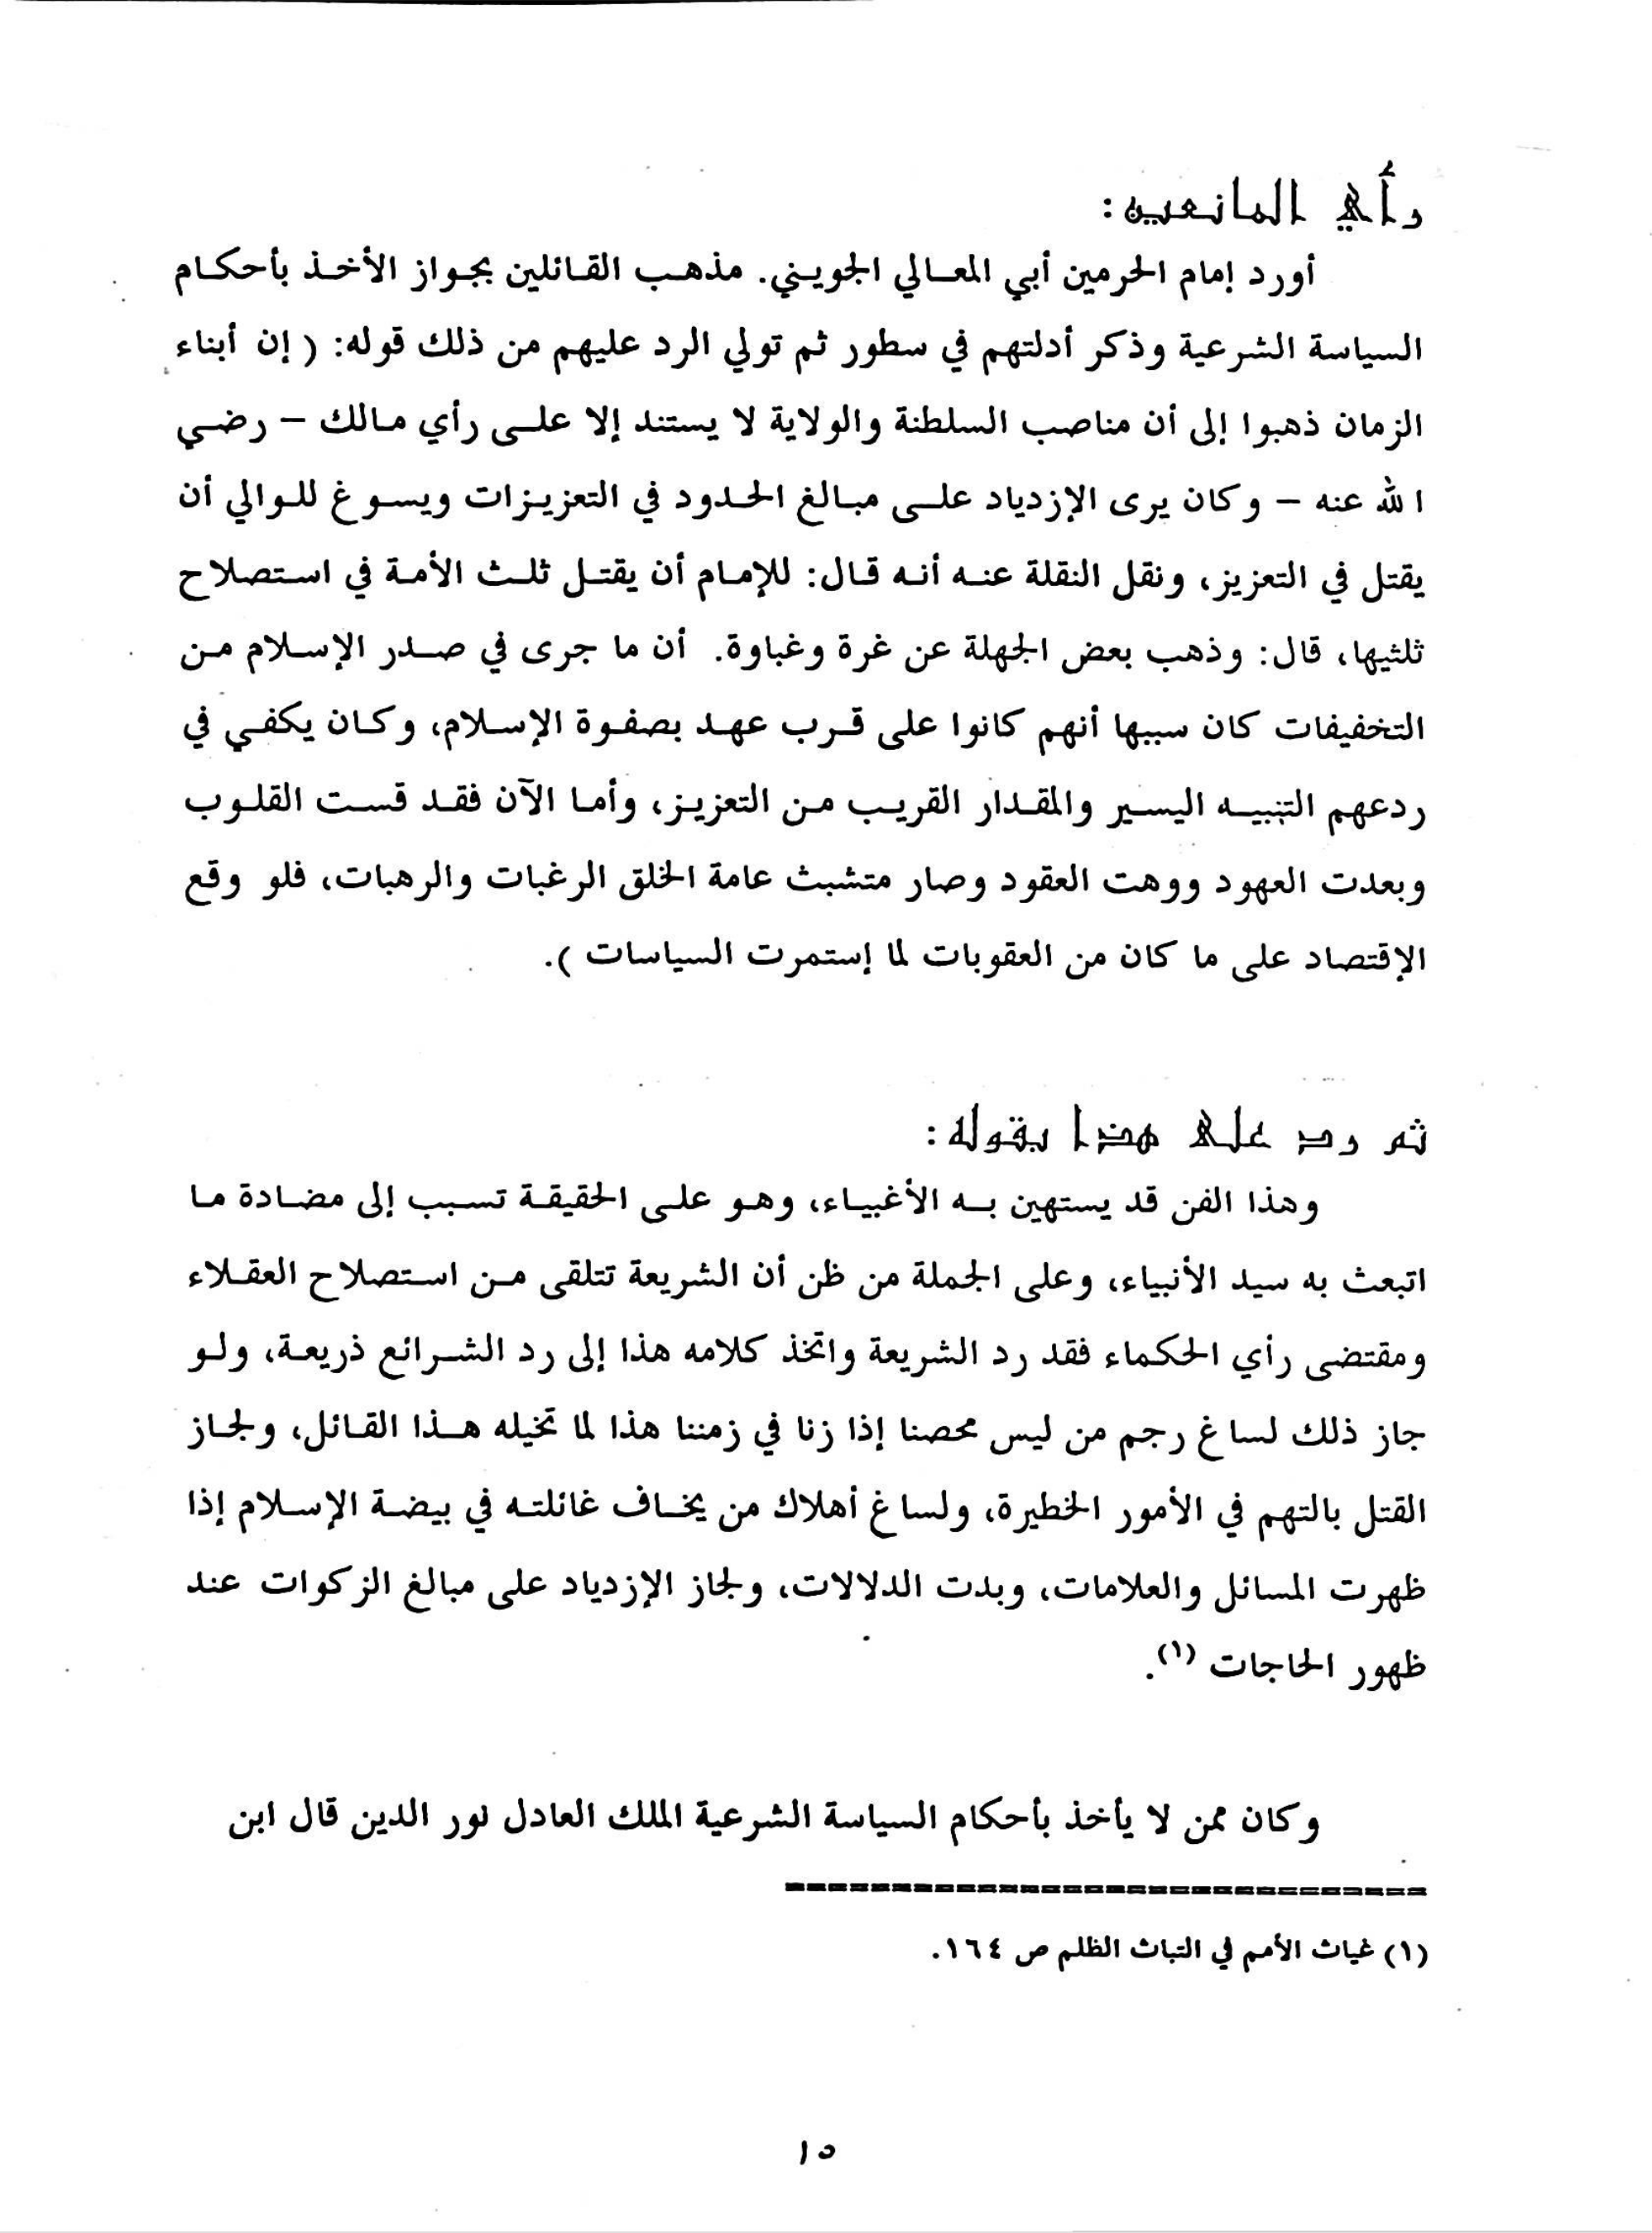 رأي المانعين:
أورد إمام الحرمين أبي المعالي الجويني. مذهب القائلين بجواز الأخذ بأحكام
السياسة الشرعية وذكر أدلتهم في سطور ثم تولي الرد عليهم من ذلك قوله: ( إن أبناء
الزمان ذهبوا إلى أن مناصب السلطنة والولاية لا يستند إلا على رأي مالك – رضي
الله عنه – وكان يرى الإزدياد على مبالغ الحدود في التعزيزات ويسوغ للوالي أن
يقتل في التعزيز، ونقل النقلة عنه أنه قال: للإمام أن يقتل ثلث الأمة في استصلاح
ثلثيها، قال: وذهب بعض الجهلة عن غرة وغباوة. أن ما جرى في صدر الإسلام من
التخفيفات كان سببها أنهم كانوا على قرب عهد بصفوة الإسلام، وكان يكفي في
ردعهم التنبيه اليسير والمقدار القريب من التعزيز، وأما الآن فقد قست القلوب
وبعدت العهود ووهت العقود وصار متشبث عامة الخلق الرغبات والرهبات، فلو وقع
الإقتصاد على ما كان من العقوبات لما إستمرت السياسات ).
ثم رد على هذا بقوله:
وهذا الفن قد يستهين به الأغبياء، وهو على الحقيقة تسبب إلى مضادة ما
اتبعث به سيد الأنبياء، وعلى الجملة من ظن أن الشريعة تتلقى من استصلاح العقلاء
ومقتضى رأي الحكماء فقد رد الشريعة واتخذ كلامه هذا إلى رد الشرائع ذريعة، ولو
جاز ذلك لساغ رجم من ليس محصنا إذا زنا في زمننا هذا لما تخيله هذا القائل، ولجاز
القتل بالتهم في الأمور الخطيرة، ولساغ أهلاك من يخاف غائلته في بيضة الإسلام إذا
ظهرت المسائل والعلامات، وبدت الدلالات، ولجاز الإزدياد على مبالغ الزكوات عند
ظهور الحاجات (١).
وكان ممن لا يأخذ بأحكام السياسة الشرعية الملك العادل نور الدين قال ابن
(١) غياث الأمم في التباث الظلم ص ١٦٤.
١٥